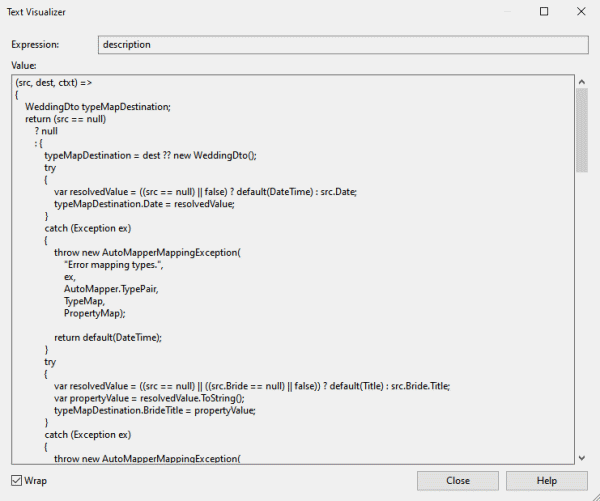 Text Visualizer
Expression:
description
Value:
(src, dest, ctxt) =>
{
    WeddingDto typeMapDestination;
    return (src == null)
        ? null
        : {
            typeMapDestination = dest ?? new WeddingDto();
            try
            {
                var resolvedValue = ((src == null) || false) ? default(DateTime) : src.Date;
                typeMapDestination.Date = resolvedValue;
            }
            catch (Exception ex)
            {
                throw new AutoMapperMappingException(
                    "Error mapping types.",
                    ex,
                    AutoMapper.TypePair,
                    TypeMap,
                    PropertyMap);

                return default(DateTime);
            }
            try
            {
                var resolvedValue = ((src == null) || ((src.Bride == null) || false)) ? default(Title) : src.Bride.Title;
                var propertyValue = resolvedValue.ToString();
                typeMapDestination.BrideTitle = propertyValue;
            }
            catch (Exception ex)
            {
                throw new AutoMapperMappingException(
Wrap
Close
Help